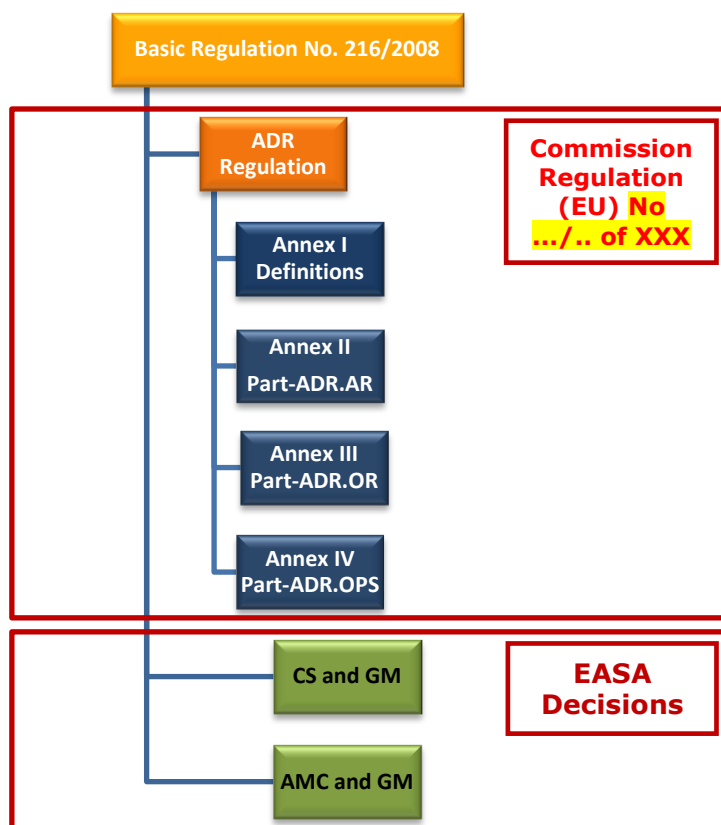 Basic Regulation No. 216/2008
ADR
Regulation
Commission
Regulation
(EU) No
.../.. of XXX
Annex I
Definitions
Annex II
Part-ADR.AR
Annex III
Part-ADR.OR
Annex IV
Part-ADR.OPS
CS and GM
EASA
Decisions
AMC and GM